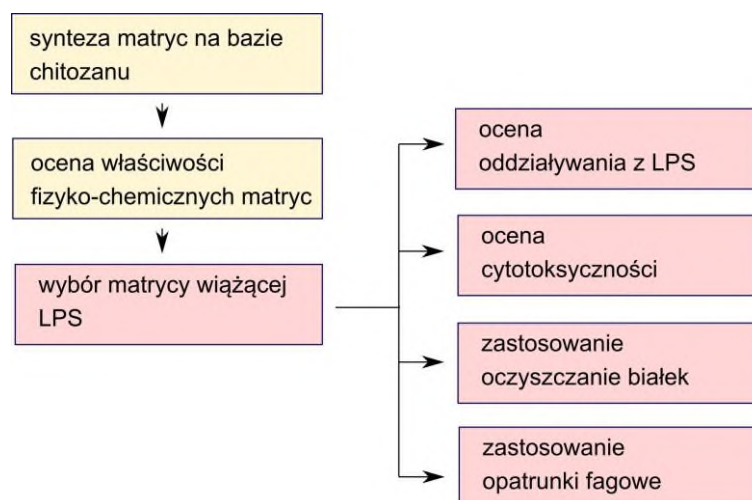 synteza matryc na bazie
chitozanu
ocena właściwości
fizyko-chemicznych matryc
wybór matrycy wiążącej
LPS
ocena
oddziaływania z LPS
ocena
cytotoksyczności
zastosowanie
oczyszczanie białek
zastosowanie
opatrunki fagowe